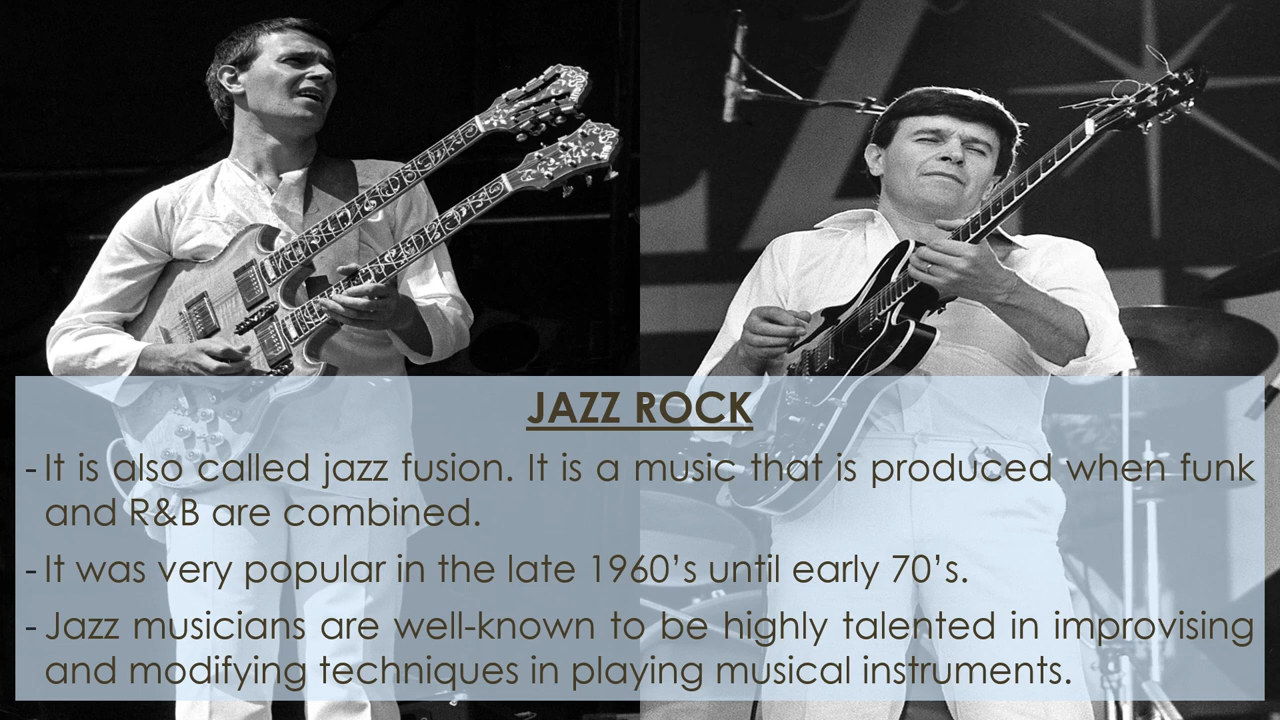 JAZZ ROCK
- It is also called jazz fusion. It is a music that is produced when funk
and R&B are combined.
- It was very popular in the late 1960’s until early 70’s.
- Jazz musicians are well-known to be highly talented in improvising
and modifying techniques in playing musical instruments.